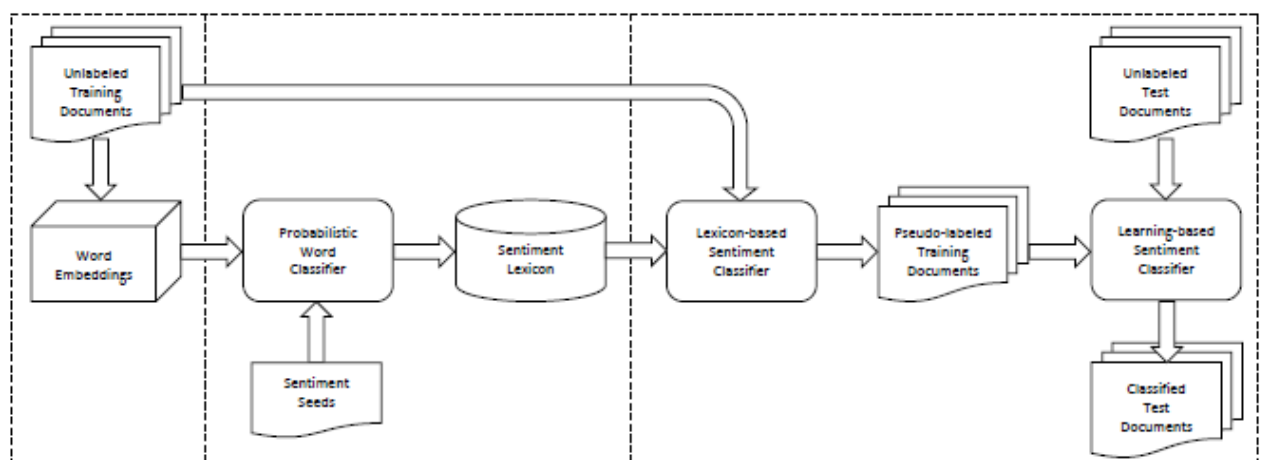 Unlabeled
Training
Documents
Unlabeled
Test
Documents
Word
Embeddings
Probabilistic
Word
Classifier
Sentiment
Lexicon
Lexicon-based
Sentiment
Classifier
Pseudo-labeled
Training
Documents
Learning-based
Sentiment
Classifier
Sentiment
Seeds
Classified
Test
Documents